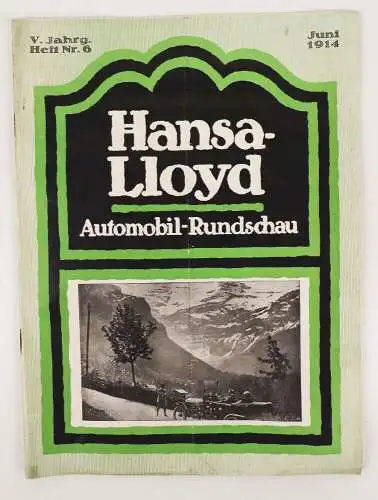 V. Jahrg.
Heft Nr. 6
Juni
1914
Hansa-
Lloyd
Automobil-Rundschau